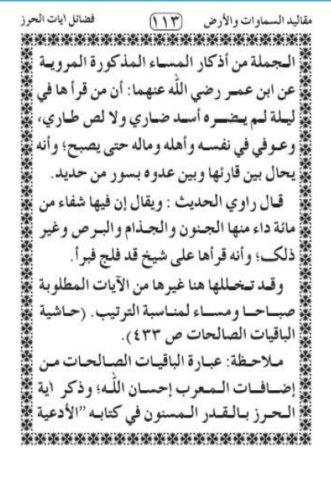 مقاليد السماوات والأرض ١١٣ فضائل آيات الحرز
الجملة من أذكار المساء المذكورة المروية
عن ابن عمر رضي الله عنهما: أن من قرأ ها في
ليلة لم يضره أسد ضاري ولا لص طاري،
وعوفي في نفسه وأهله وماله حتى يصبح؛ وأنه
يحال بين قارئها وبين عدوه بسور من حديد.
قال راوي الحديث : ويقال إن فيها شفاء من
مائة داء منها الجنون والجذام والبرص وغير
ذلك؛ وأنه قرأها على شيخ قد فلج فبرأ.
وقد تخللها هنا غيرها من الآيات المطلوبة
صباحا ومساء لمناسبة الترتيب. (حاشية
الباقيات الصالحات ص ٤٣٣).
ملاحظة: عبارة الباقيات الصالحات من
إضافات المعرب إحسان الله؛ وذكر آية
الحرز بالقدر المسنون في كتابه "الأدعية